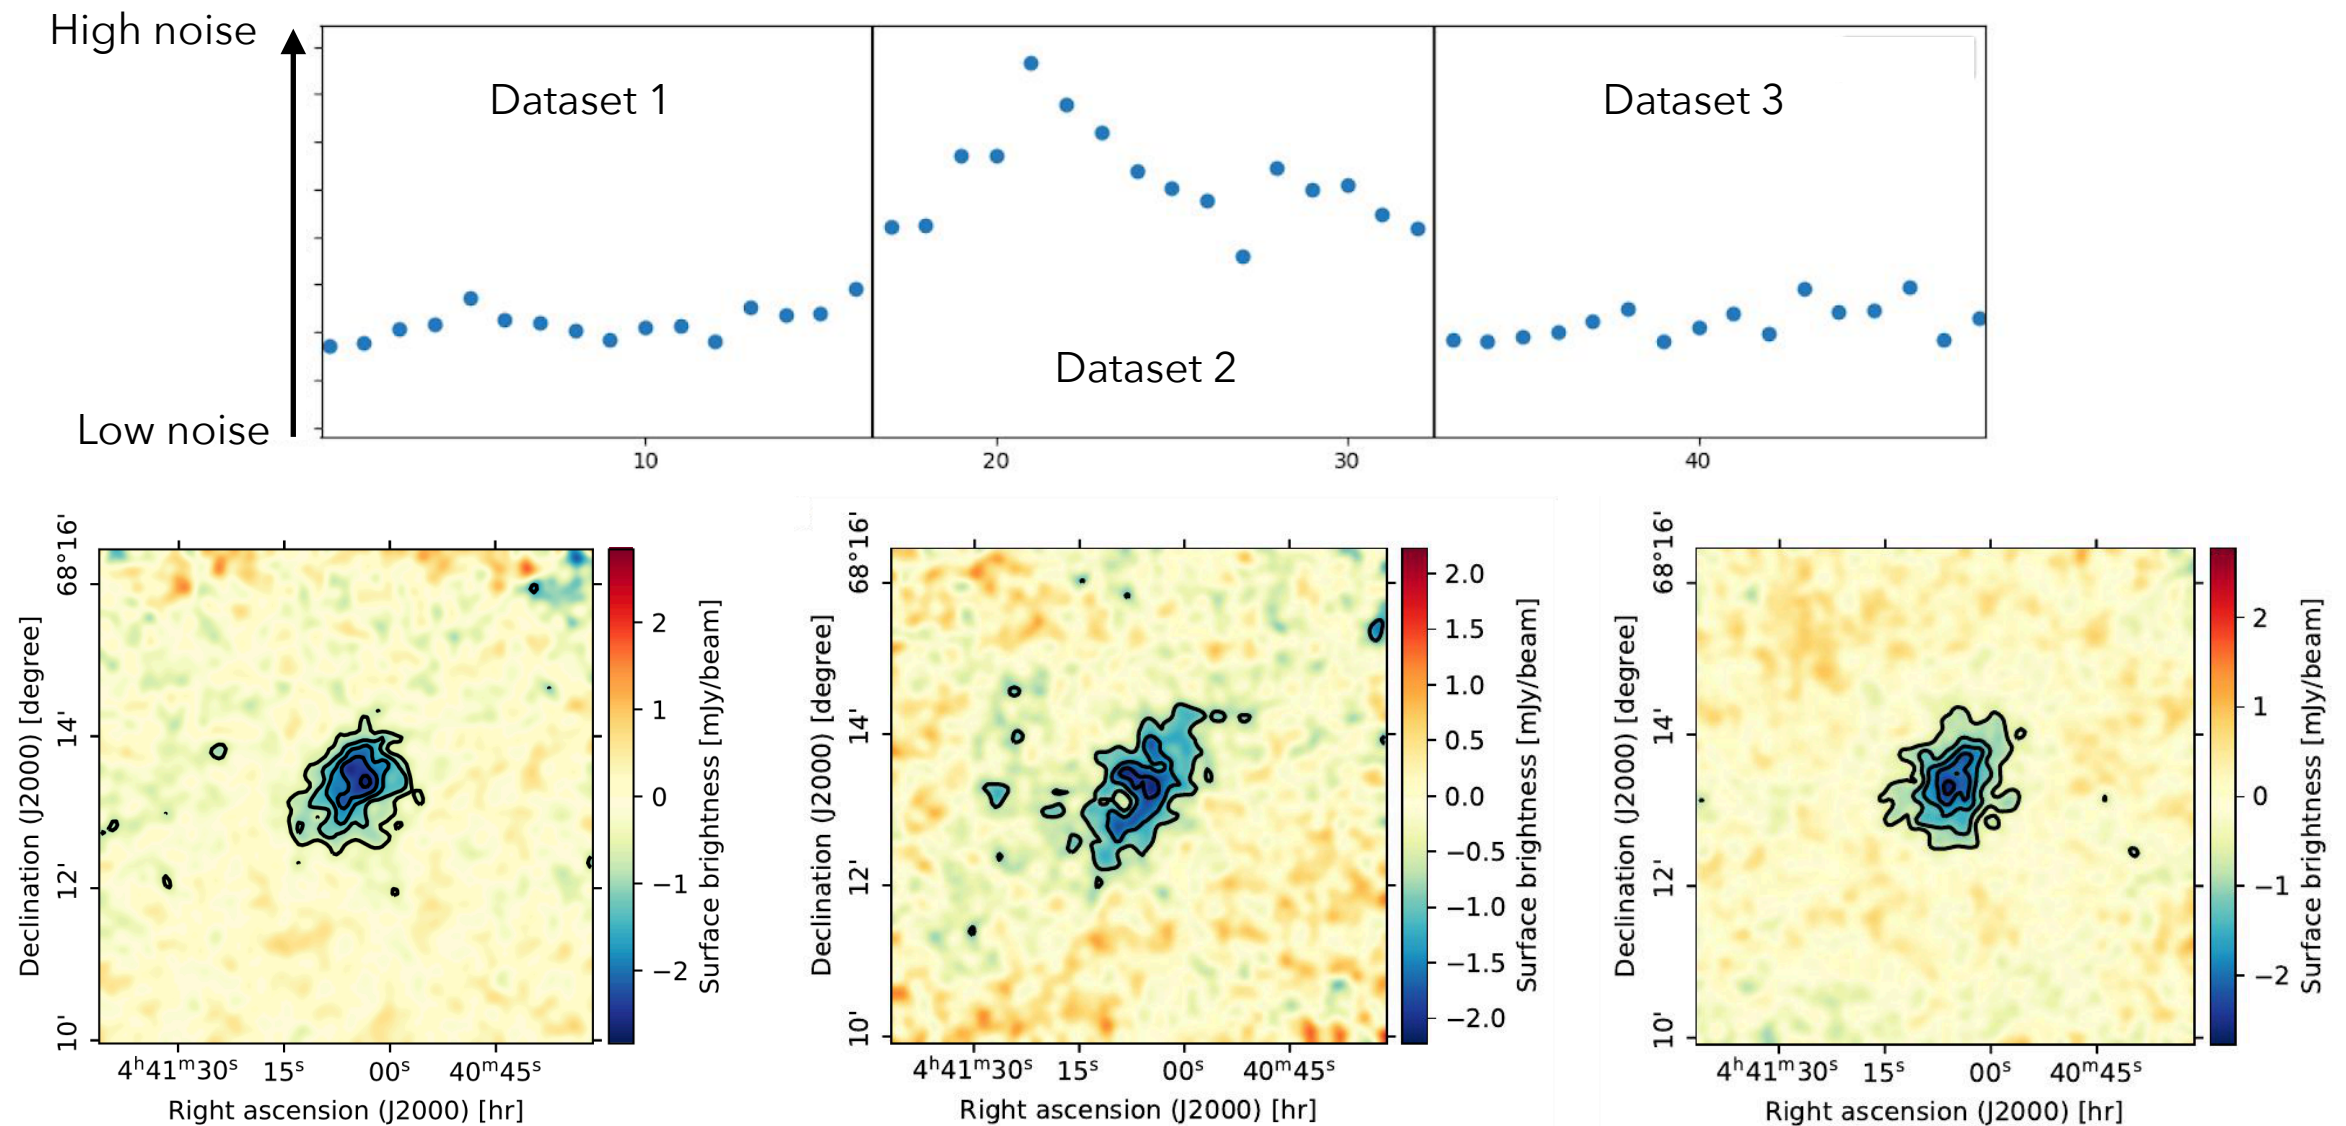 High noise
Dataset 1
Dataset 3
Dataset 2
Low noise
10 20 30 40
68°16'
14'
12'
10'
Declination (J2000) [degree]
4ʰ41ᵐ30ˢ 15ˢ 00ˢ 40ᵐ45ˢ
Right ascension (J2000) [hr]
2
1
0
−1
−2
Surface brightness [mJy/beam]
68°16'
14'
12'
10'
Declination (J2000) [degree]
4ʰ41ᵐ30ˢ 15ˢ 00ˢ 40ᵐ45ˢ
Right ascension (J2000) [hr]
2.0
1.5
1.0
0.5
0.0
−0.5
−1.0
−1.5
−2.0
Surface brightness [mJy/beam]
68°16'
14'
12'
10'
Declination (J2000) [degree]
4ʰ41ᵐ30ˢ 15ˢ 00ˢ 40ᵐ45ˢ
Right ascension (J2000) [hr]
2
1
0
−1
−2
Surface brightness [mJy/beam]